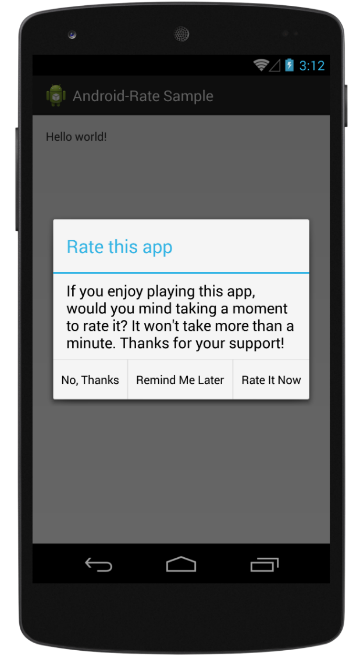 3:12
Android-Rate Sample
Hello world!
Rate this app
If you enjoy playing this app,
would you mind taking a moment
to rate it? It won't take more than a
minute. Thanks for your support!
No, Thanks
Remind Me Later
Rate It Now